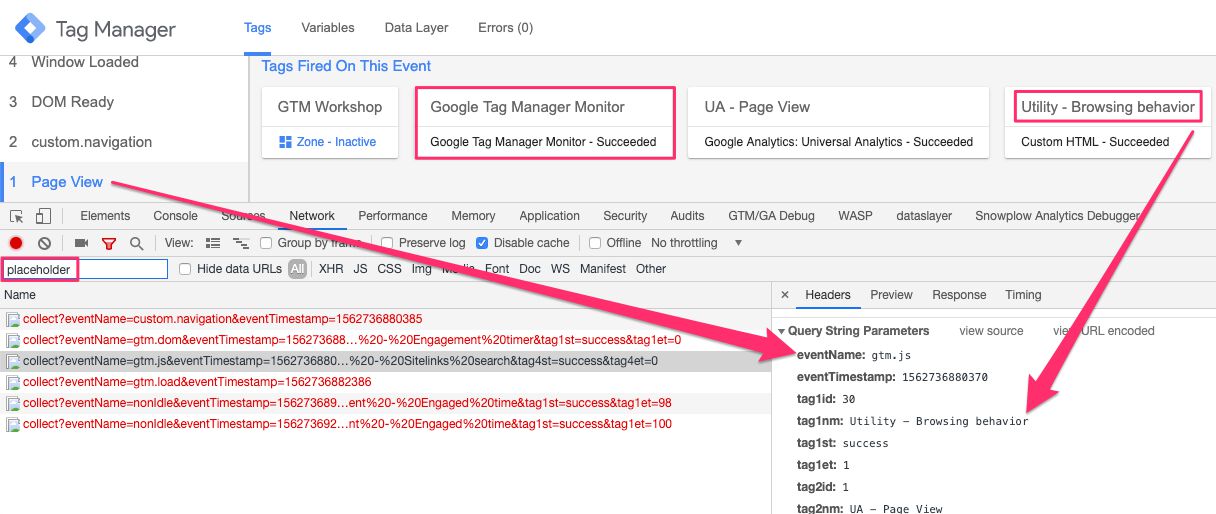 Tag Manager
Tags Variables Data Layer Errors (0)
4 Window Loaded
3 DOM Ready
2 custom.navigation
1 Page View
Tags Fired On This Event
GTM Workshop
Zone - Inactive
Google Tag Manager Monitor
Google Tag Manager Monitor - Succeeded
UA - Page View
Google Analytics: Universal Analytics - Succeeded
Utility - Browsing behavior
Custom HTML - Succeeded
Elements Console Sources Network Performance Memory Application Security Audits GTM/GA Debug WASP dataslayer Snowplow Analytics Debugger
View: Group by frame Preserve log Disable cache Offline No throttling
placeholder Hide data URLs All XHR JS CSS Img Media Font Doc WS Manifest Other
Name
collect?eventName=custom.navigation&eventTimestamp=1562736880385
collect?eventName=gtm.dom&eventTimestamp=156273688...%20-%20Engagement%20timer&tag1st=success&tag1et=0
collect?eventName=gtm.js&eventTimestamp=156273680...%20-%20Sitelinks%20search&tag4st=success&tag4et=0
collect?eventName=gtm.load&eventTimestamp=1562736882386
collect?eventName=nonIdle&eventTimestamp=156273689...ent%20-%20Engaged%20time&tag1st=success&tag1et=98
collect?eventName=nonIdle&eventTimestamp=156273692...nt%20-%20Engaged%20time&tag1st=success&tag1et=100
× Headers Preview Response Timing
Query String Parameters view source view URL encoded
eventName: gtm.js
eventTimestamp: 1562736880370
tag1id: 30
tag1nm: Utility - Browsing behavior
tag1st: success
tag1et: 1
tag2id: 1
tag2nm: UA - Page View